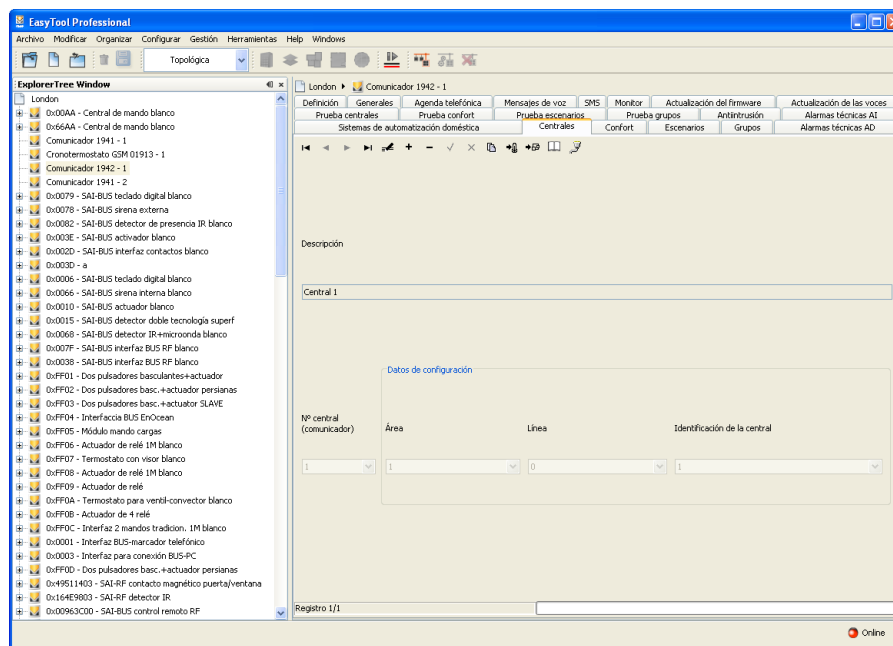 EasyTool Professional
Archivo Modificar Organizar Configurar Gestión Herramientas Help Windows
Topológica
ExplorerTree Window
London
0x00AA - Central de mando blanco
0x66AA - Central de mando blanco
Comunicador 1941 - 1
Cronotermostato GSM 01913 - 1
Comunicador 1942 - 1
Comunicador 1941 - 2
0x0079 - SAI-BUS teclado digital blanco
0x0078 - SAI-BUS sirena externa
0x0082 - SAI-BUS detector de presencia IR blanco
0x003E - SAI-BUS activador blanco
0x002D - SAI-BUS interfaz contactos blanco
0x003D - a
0x0006 - SAI-BUS teclado digital blanco
0x0066 - SAI-BUS sirena interna blanco
0x0010 - SAI-BUS actuador blanco
0x0015 - SAI-BUS detector doble tecnología superf
0x0068 - SAI-BUS detector IR+microonda blanco
0x007F - SAI-BUS interfaz BUS RF blanco
0x0038 - SAI-BUS interfaz BUS RF blanco
0xFF01 - Dos pulsadores basculantes+actuador
0xFF02 - Dos pulsadores basc.+actuador persianas
0xFF03 - Dos pulsadores basc.+actuator SLAVE
0xFF04 - Interfaccia BUS EnOcean
0xFF05 - Módulo mando cargas
0xFF06 - Actuador de relé 1M blanco
0xFF07 - Termostato con visor blanco
0xFF08 - Actuador de relé 1M blanco
0xFF09 - Actuador de relé
0xFF0A - Termostato para ventil-convector blanco
0xFF0B - Actuador de 4 relé
0xFF0C - Interfaz 2 mandos tradicion. 1M blanco
0x0001 - Interfaz BUS-marcador telefónico
0x0003 - Interfaz para conexión BUS-PC
0xFF0D - Dos pulsadores basc.+actuador persianas
0x49511403 - SAI-RF contacto magnético puerta/ventana
0x164E9803 - SAI-RF detector IR
0x00963C00 - SAI-BUS control remoto RF
London Comunicador 1942 - 1
Definición Generales Agenda telefónica Mensajes de voz SMS Monitor Actualización del firmware Actualización de las voces
Prueba centrales Prueba confort Prueba escenarios Prueba grupos Antiintrusión Alarmas técnicas AI
Sistemas de automatización doméstica Centrales Confort Escenarios Grupos Alarmas técnicas AD
Descripción
Central 1
Datos de configuración
Nº central
(comunicador) Área Línea Identificación de la central
1 1 0 1
Registro 1/1
Online